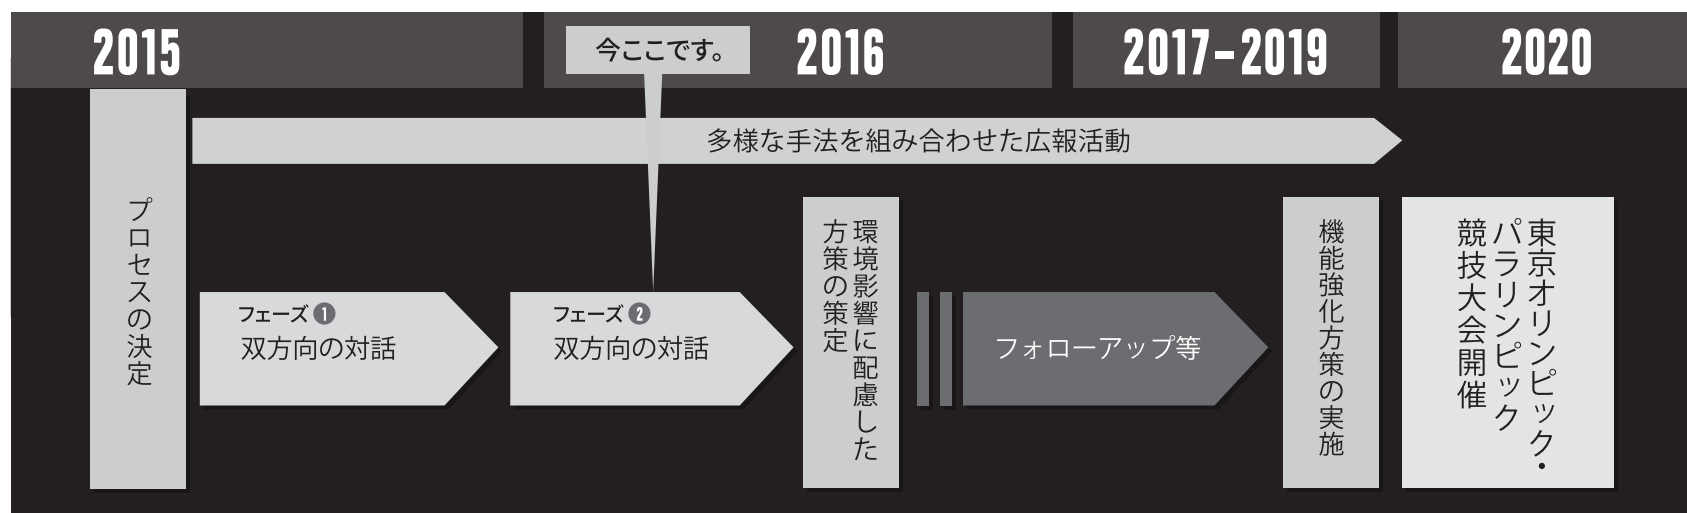 2015
今ここです。
2016
2017-2019
2020
多様な手法を組み合わせた広報活動
プロセスの決定
フェーズ 1
双方向の対話
フェーズ 2
双方向の対話
環境影響に配慮した
方策の策定
フォローアップ等
機能強化方策の実施
東京オリンピック・
パラリンピック
競技大会開催